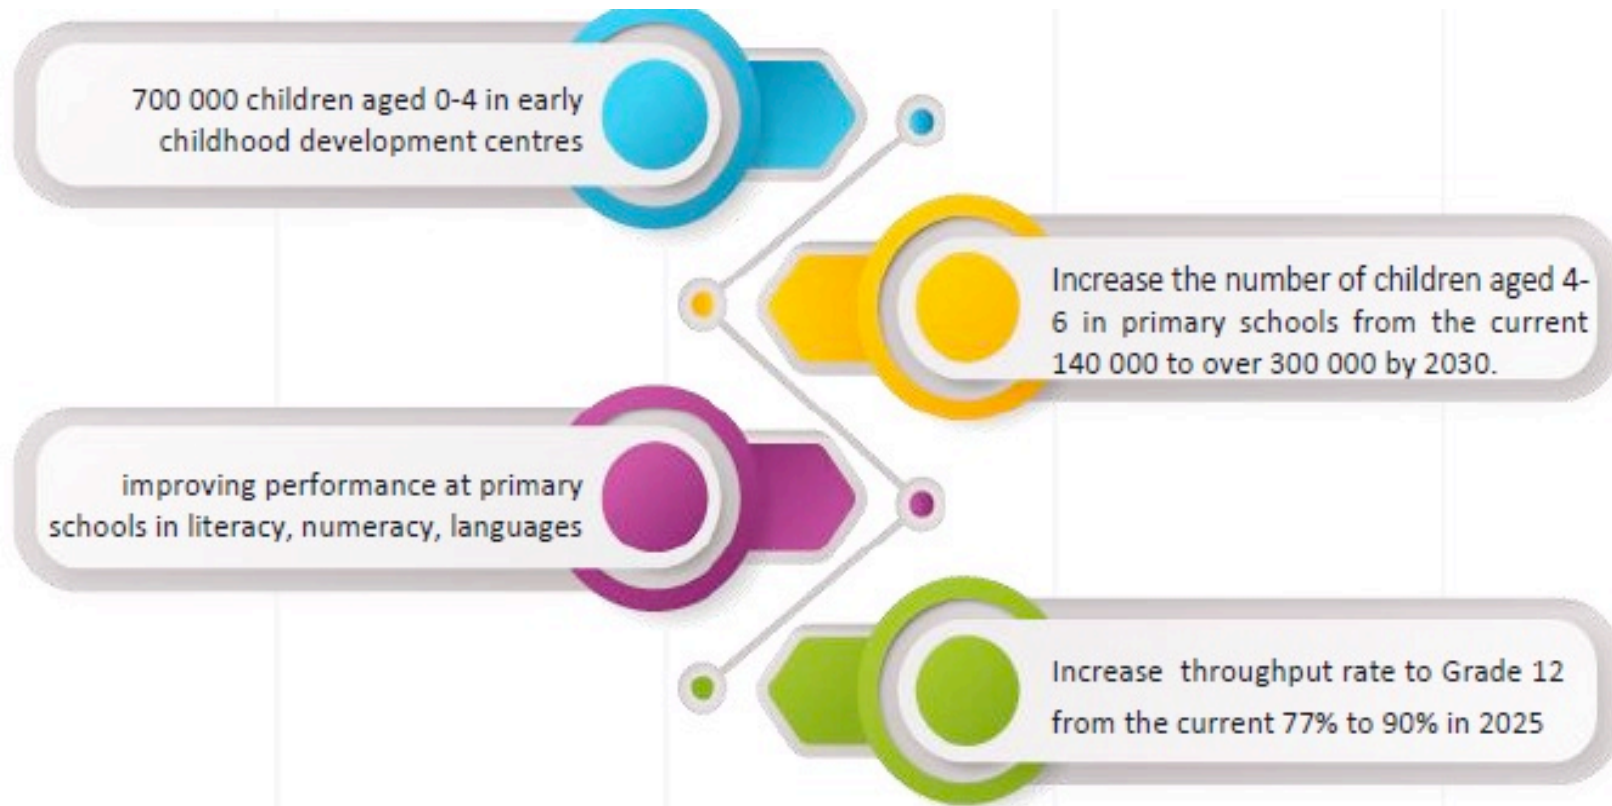 700 000 children aged 0-4 in early
childhood development centres
Increase the number of children aged 4-
6 in primary schools from the current
140 000 to over 300 000 by 2030.
improving performance at primary
schools in literacy, numeracy, languages
Increase throughput rate to Grade 12
from the current 77% to 90% in 2025